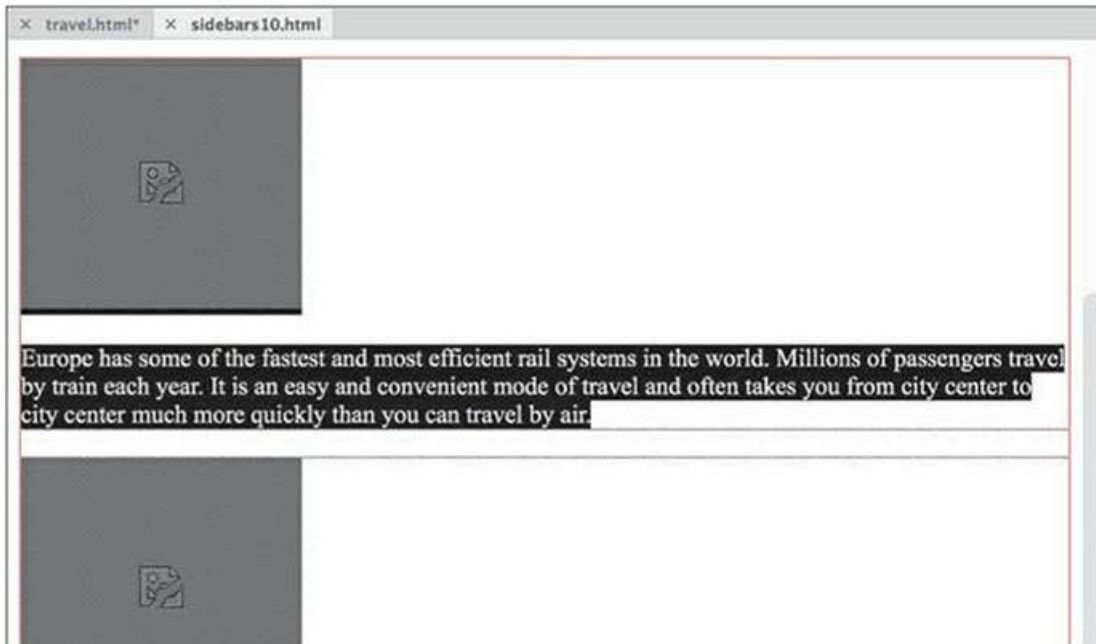 × travel.html* × sidebars10.html
Europe has some of the fastest and most efficient rail systems in the world. Millions of passengers travel
by train each year. It is an easy and convenient mode of travel and often takes you from city center to
city center much more quickly than you can travel by air.